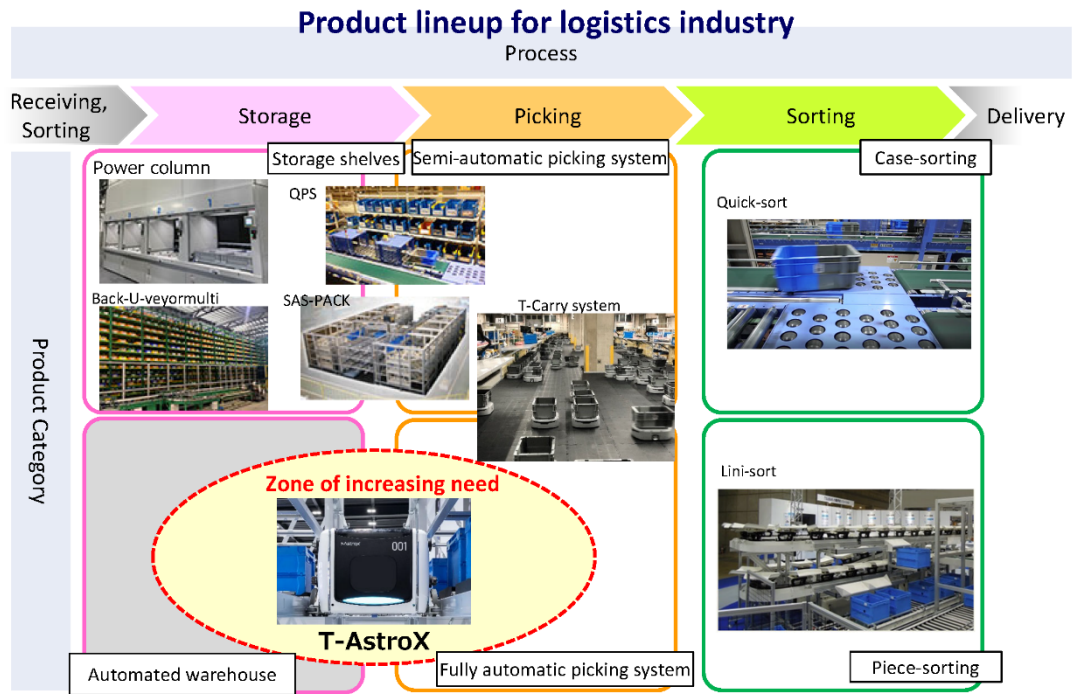 Product lineup for logistics industry
Process
Receiving,
Sorting
Storage
Picking
Sorting
Delivery
Product Category
Storage shelves
Semi-automatic picking system
Case-sorting
Power column
QPS
Quick-sort
Back-U-veyormulti
SAS-PACK
T-Carry system
Zone of increasing need
001
T-AstroX
Lini-sort
Automated warehouse
Fully automatic picking system
Piece-sorting